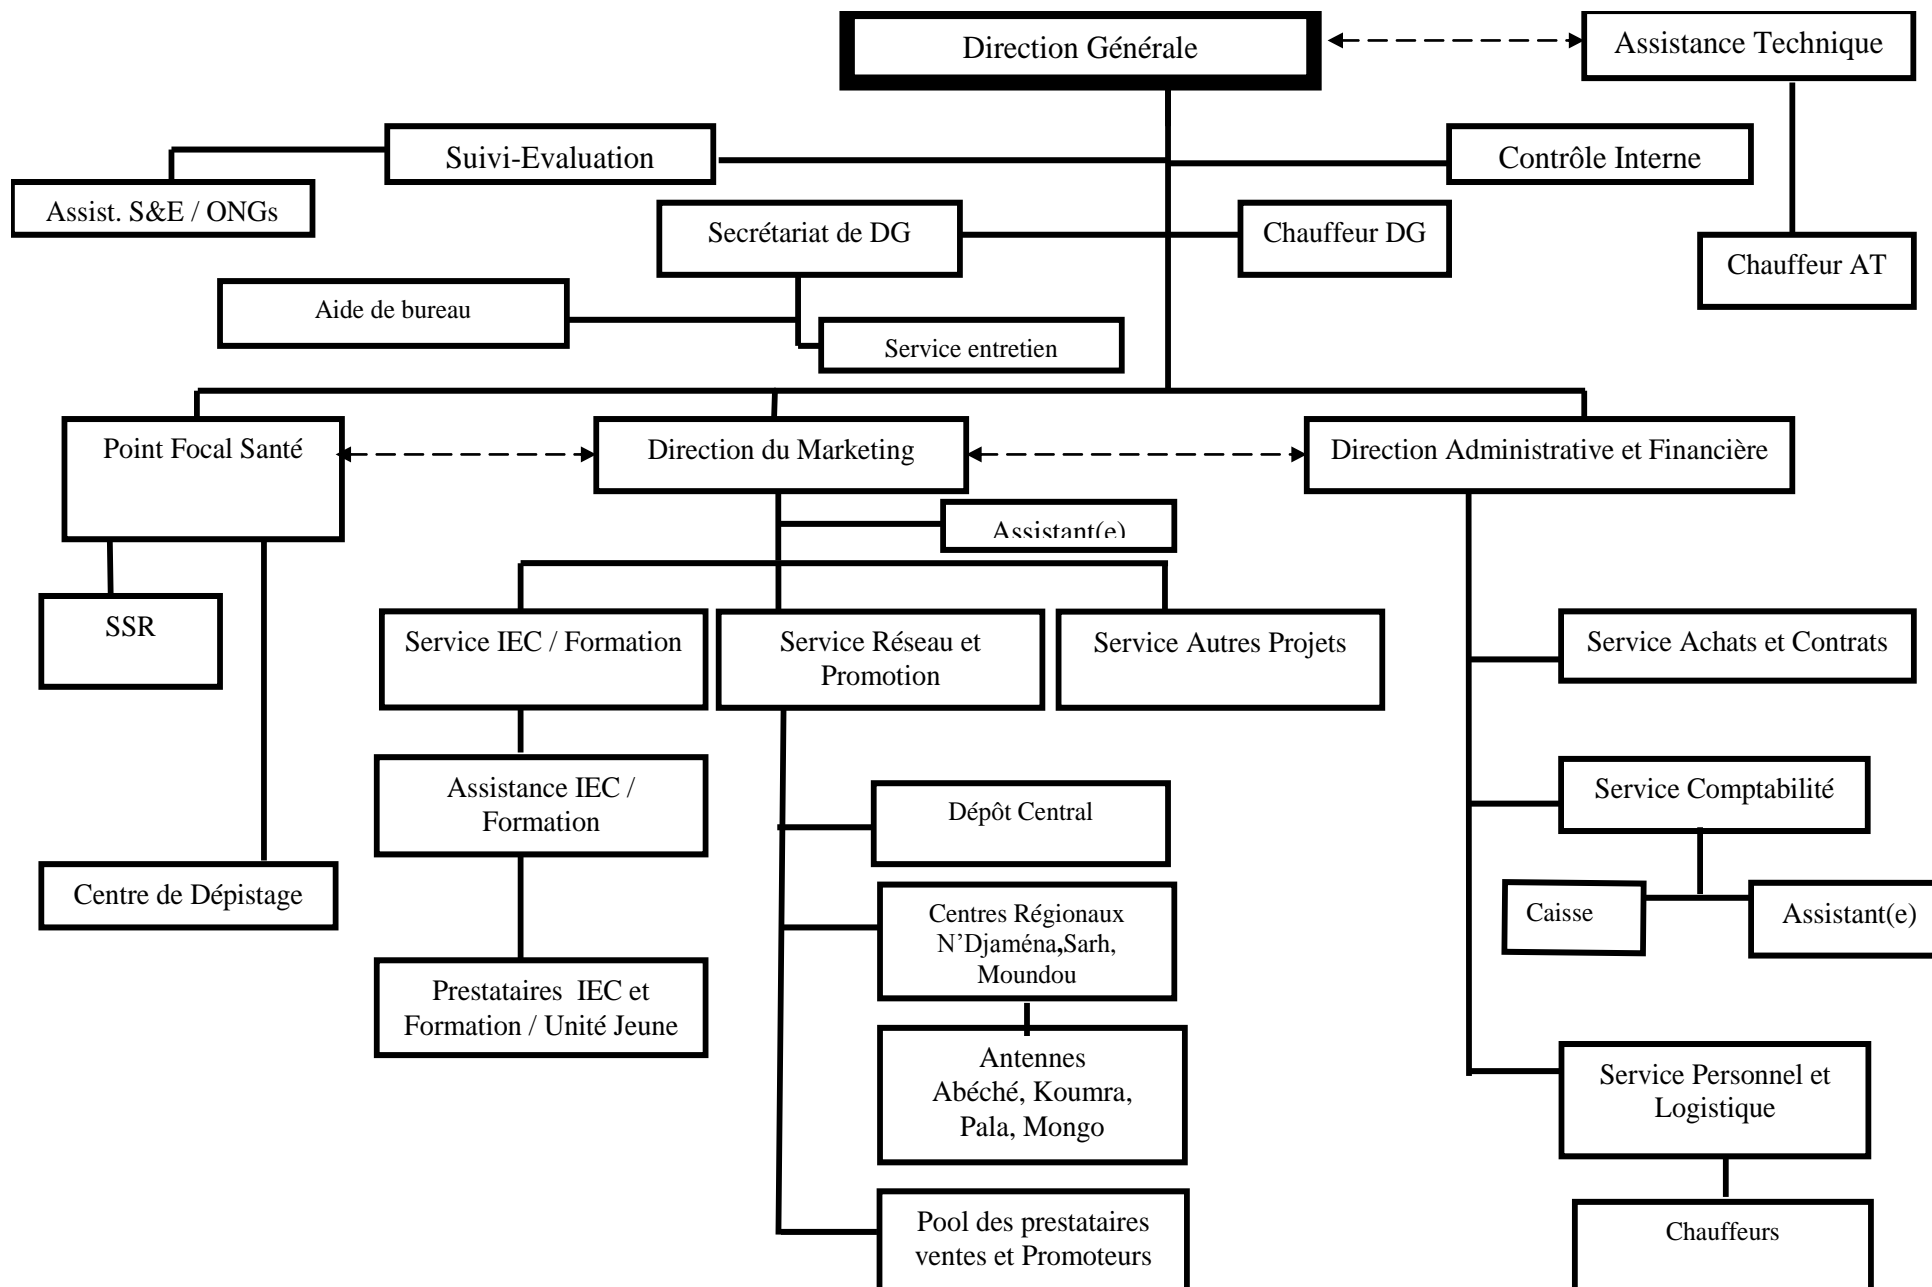 Direction Générale
Assistance Technique
Suivi-Evaluation
Contrôle Interne
Assist. S&E / ONGs
Secrétariat de DG
Chauffeur DG
Chauffeur AT
Aide de bureau
Service entretien
Point Focal Santé
Direction du Marketing
Direction Administrative et Financière
Assistant(e)
SSR
Service IEC / Formation
Service Réseau et
Promotion
Service Autres Projets
Service Achats et Contrats
Assistance IEC /
Formation
Dépôt Central
Service Comptabilité
Centre de Dépistage
Centres Régionaux
N’Djaména,Sarh,
Moundou
Caisse
Assistant(e)
Prestataires IEC et
Formation / Unité Jeune
Antennes
Abéché, Koumra,
Pala, Mongo
Service Personnel et
Logistique
Pool des prestataires
ventes et Promoteurs
Chauffeurs